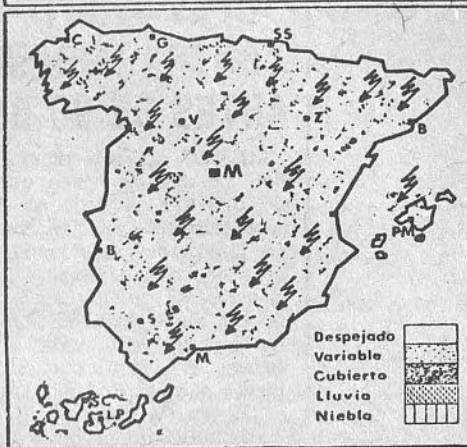 C
G
SS
V
Z
B
M
PM
B
S
M
LP
Despejado
Variable
Cubierto
Lluvia
Niebla